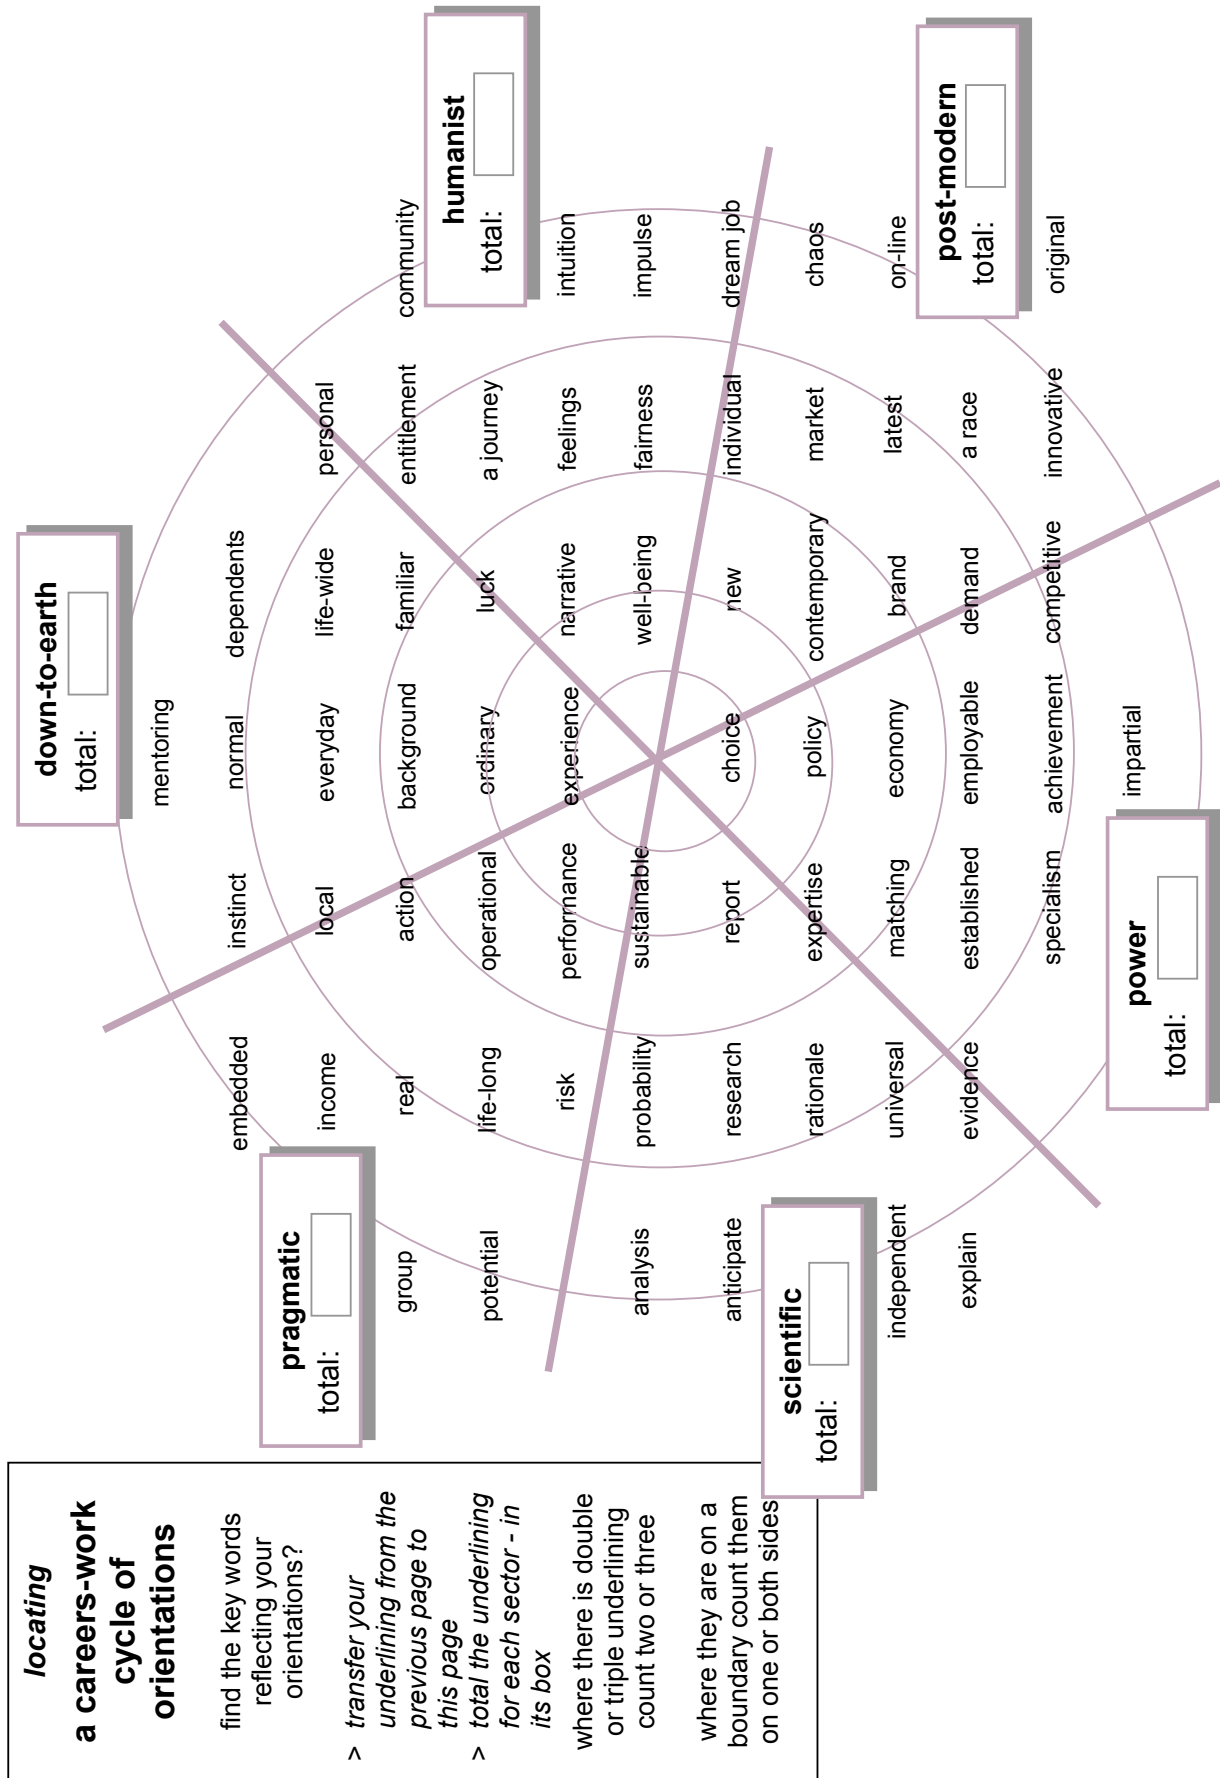 locating
a careers-work
cycle of
orientations
find the key words
reflecting your
orientations?
> transfer your
underlining from the
previous page to
this page
> total the underlining
for each sector - in
its box
where there is double
or triple underlining
count two or three
where they are on a
boundary count them
on one or both sides
down-to-earth
total:
mentoring
embedded instinct normal dependents
pragmatic
total:
income local everyday life-wide personal
group real action background familiar entitlement community
humanist
total:
potential life-long operational ordinary luck a journey
risk performance experience narrative feelings intuition
analysis probability sustainable well-being fairness impulse
anticipate research report choice new individual dream job
scientific
total:
rationale expertise policy contemporary market chaos
independent universal matching economy brand latest on-line
post-modern
total:
explain evidence established employable demand a race
specialism achievement competitive innovative original
impartial
power
total: